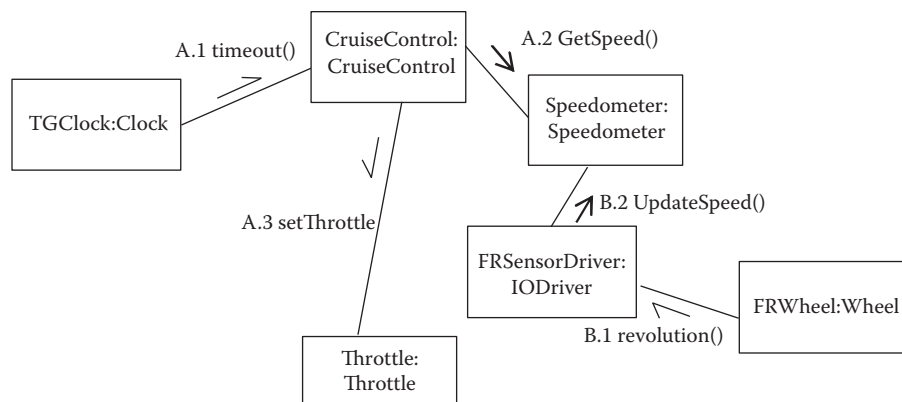 A.1 timeout()
CruiseControl:
CruiseControl
A.2 GetSpeed()
TGClock:Clock
Speedometer:
Speedometer
A.3 setThrottle
B.2 UpdateSpeed()
FRSensorDriver:
IODriver
FRWheel:Wheel
B.1 revolution()
Throttle:
Throttle